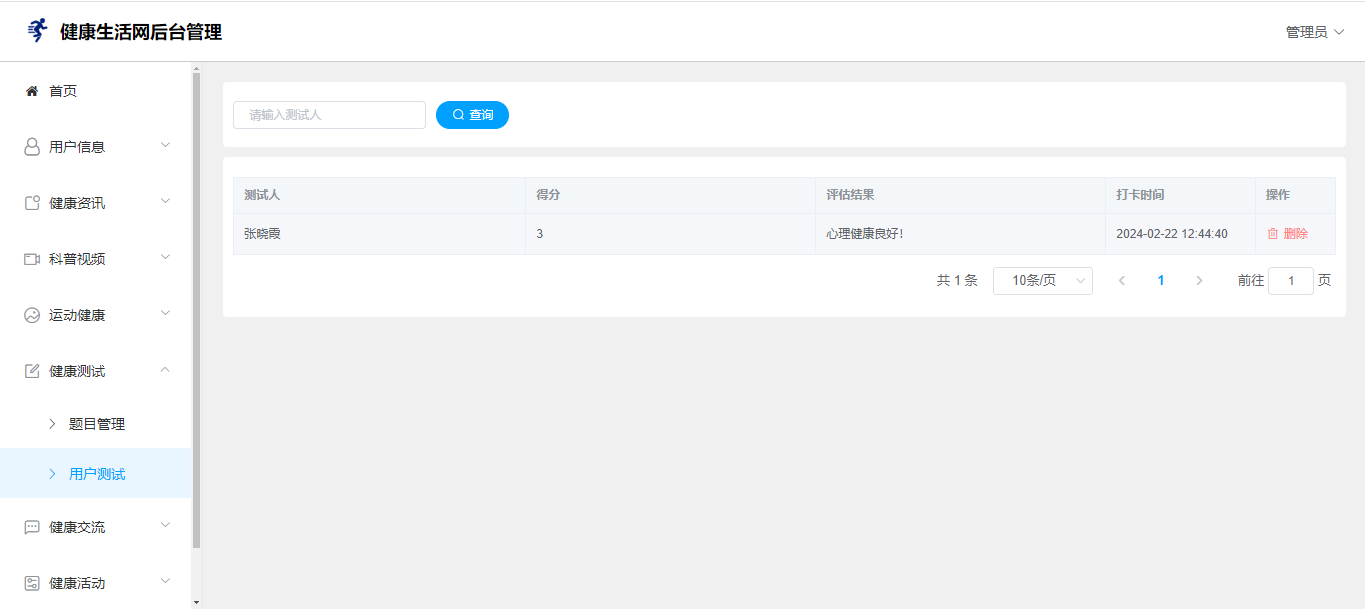 健康生活网后台管理
管理员
首页
用户信息
健康资讯
科普视频
运动健康
健康测试
题目管理
用户测试
健康交流
健康活动
请输入测试人 查询
测试人 得分 评估结果 打卡时间 操作
张晓霞 3 心理健康良好! 2024-02-22 12:44:40 删除
共 1 条 10条/页 1 前往 1 页